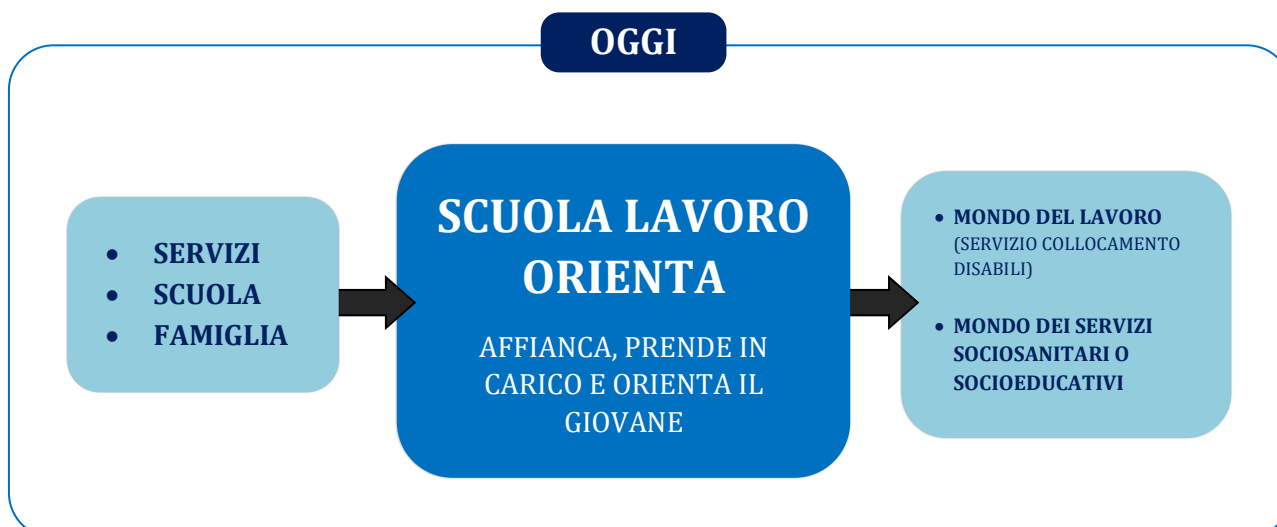 OGGI
• SERVIZI
• SCUOLA
• FAMIGLIA
SCUOLA LAVORO
ORIENTA
AFFIANCA, PRENDE IN
CARICO E ORIENTA IL
GIOVANE
• MONDO DEL LAVORO
(SERVIZIO COLLOCAMENTO
DISABILI)
• MONDO DEI SERVIZI
SOCIOSANITARI O
SOCIOEDUCATIVI